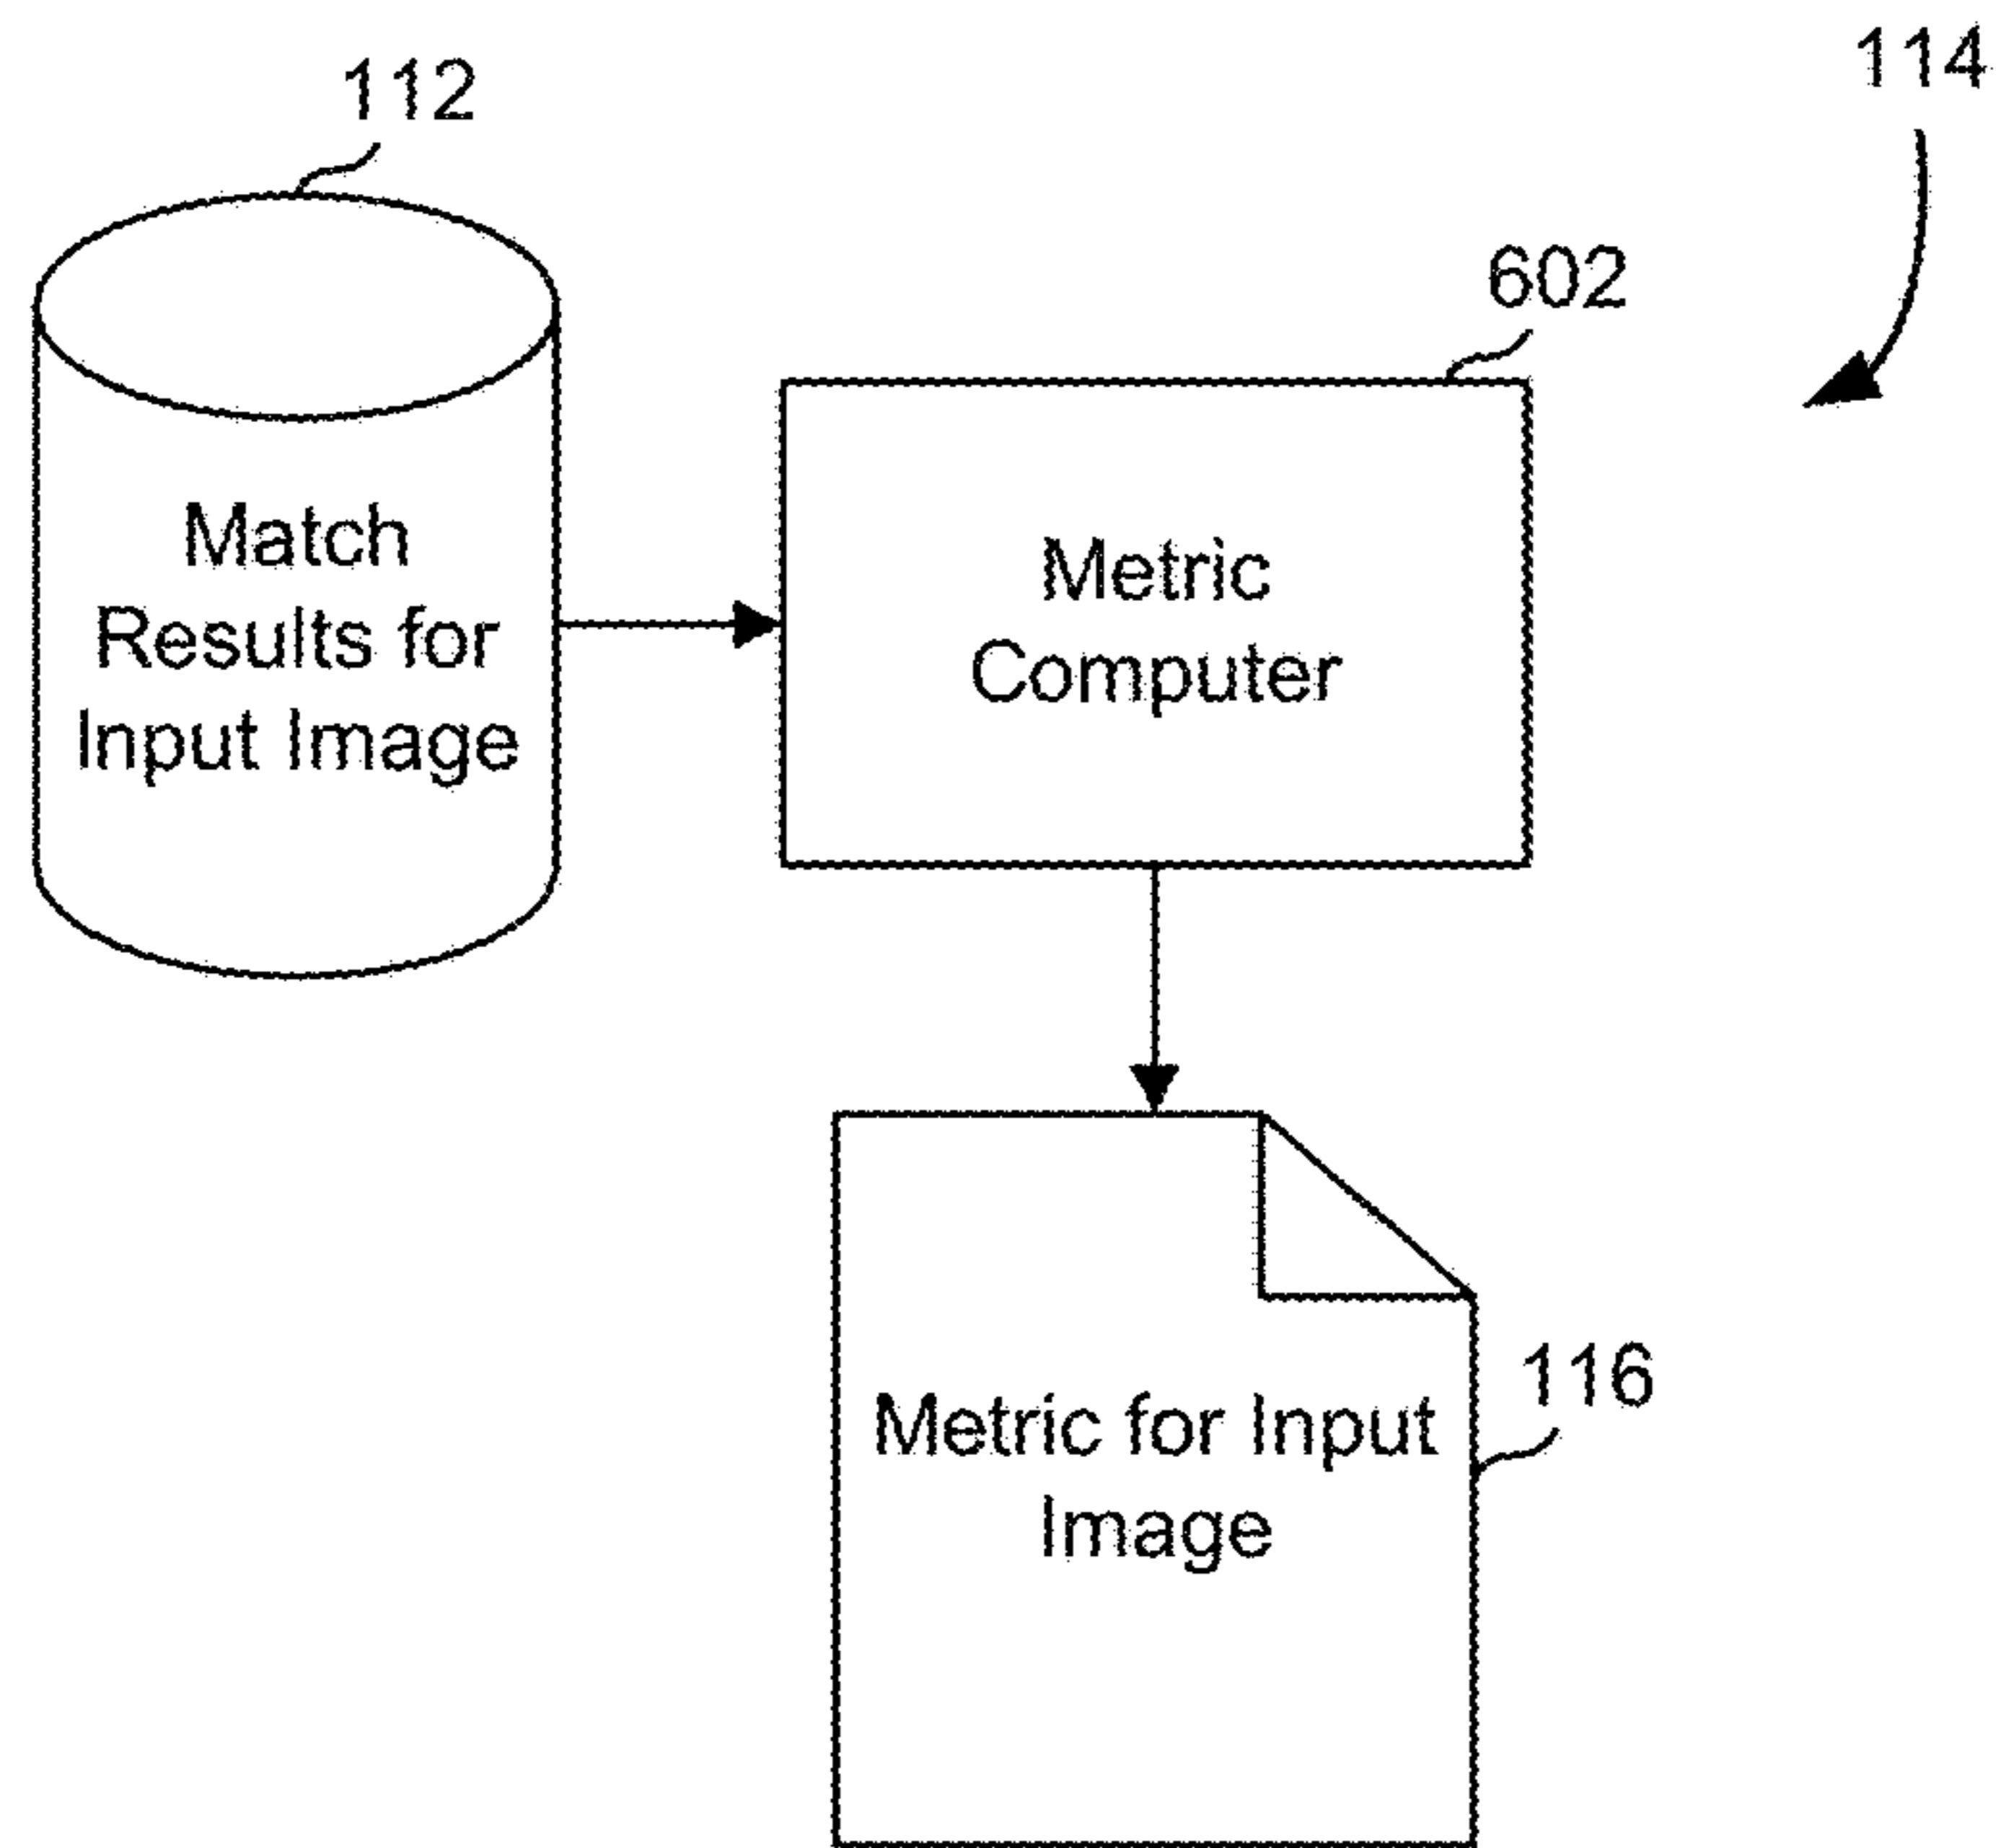 112
114
602
Match
Results for
Input Image
Metric
Computer
116
Metric for Input
Image